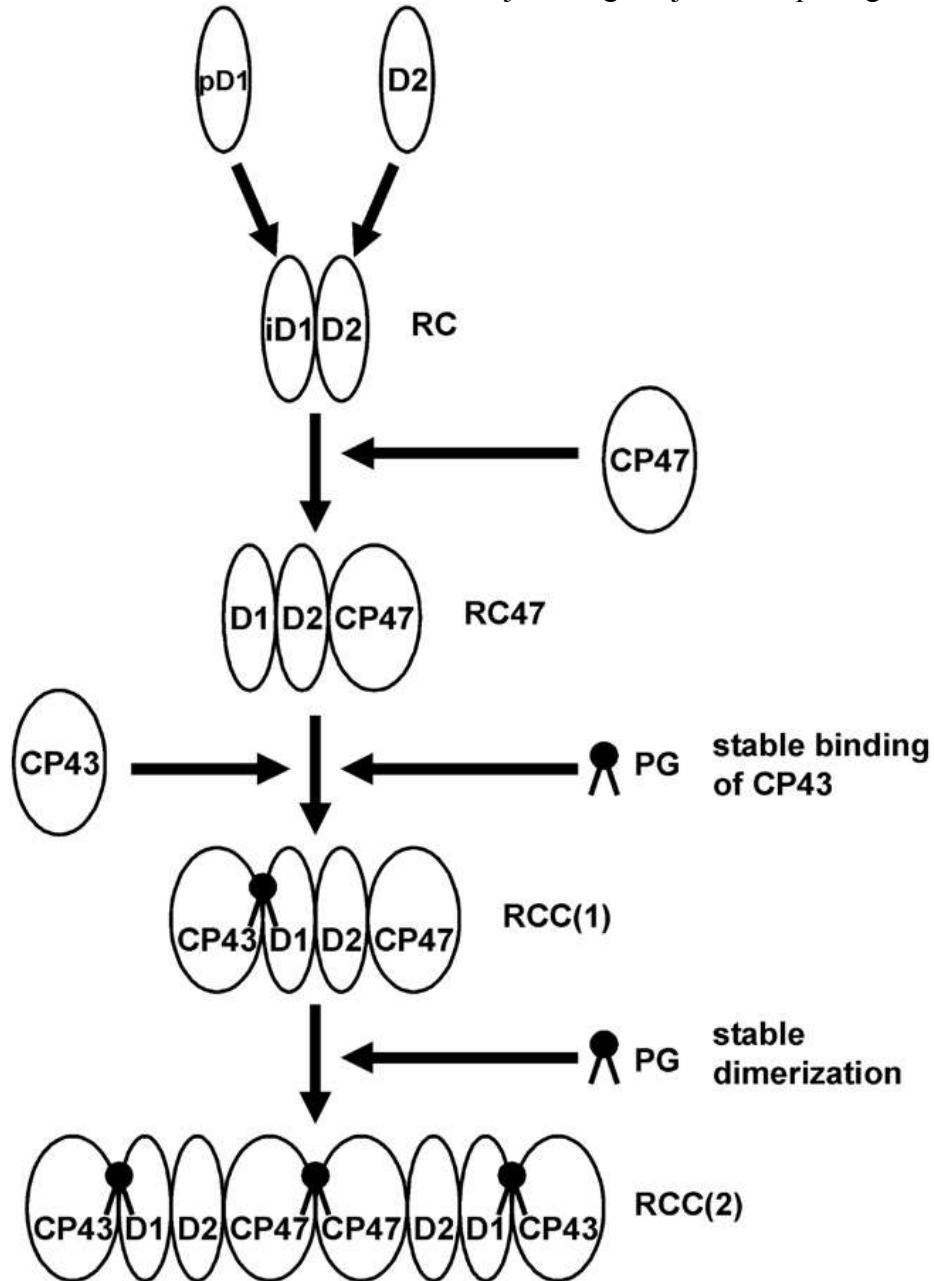 pD1
D2
iD1 D2 RC
CP47
D1 D2 CP47 RC47
CP43
PG stable binding
of CP43
CP43 D1 D2 CP47 RCC(1)
PG stable
dimerization
CP43 D1 D2 CP47 CP47 D2 D1 CP43 RCC(2)